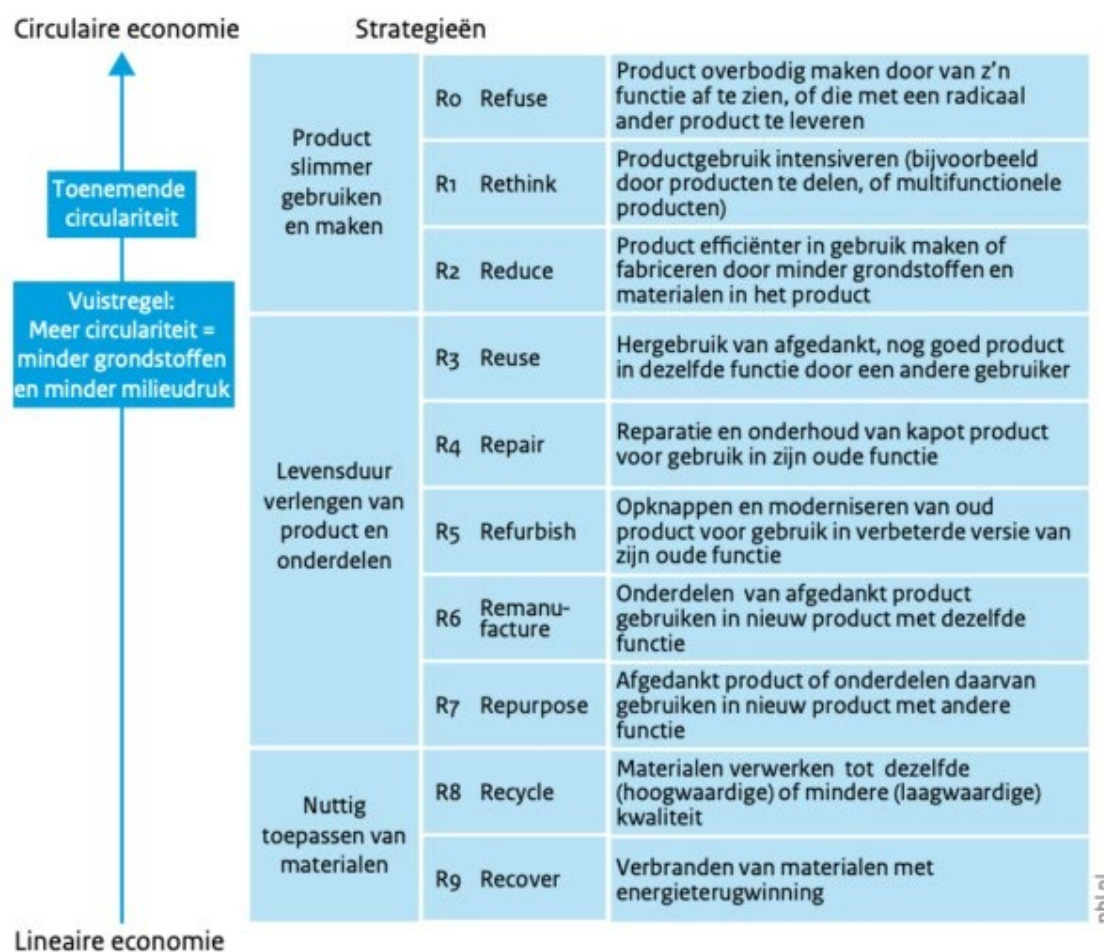 Circulaire economie
Strategieën
Toenemende
circulariteit
Vuistregel:
Meer circulariteit =
minder grondstoffen
en minder milieudruk
Lineaire economie
Product
slimmer
gebruiken
en maken
R0 Refuse
Product overbodig maken door van z'n
functie af te zien, of die met een radicaal
ander product te leveren
R1 Rethink
Productgebruik intensiveren (bijvoorbeeld
door producten te delen, of multifunctionele
producten)
R2 Reduce
Product efficiënter in gebruik maken of
fabriceren door minder grondstoffen en
materialen in het product
Levensduur
verlengen van
product en
onderdelen
R3 Reuse
Hergebruik van afgedankt, nog goed product
in dezelfde functie door een andere gebruiker
R4 Repair
Reparatie en onderhoud van kapot product
voor gebruik in zijn oude functie
R5 Refurbish
Opknappen en moderniseren van oud
product voor gebruik in verbeterde versie van
zijn oude functie
R6 Remanu-
facture
Onderdelen van afgedankt product
gebruiken in nieuw product met dezelfde
functie
R7 Repurpose
Afgedankt product of onderdelen daarvan
gebruiken in nieuw product met andere
functie
Nuttig
toepassen van
materialen
R8 Recycle
Materialen verwerken tot dezelfde
(hoogwaardige) of mindere (laagwaardige)
kwaliteit
R9 Recover
Verbranden van materialen met
energieterugwinning
pbl.nl